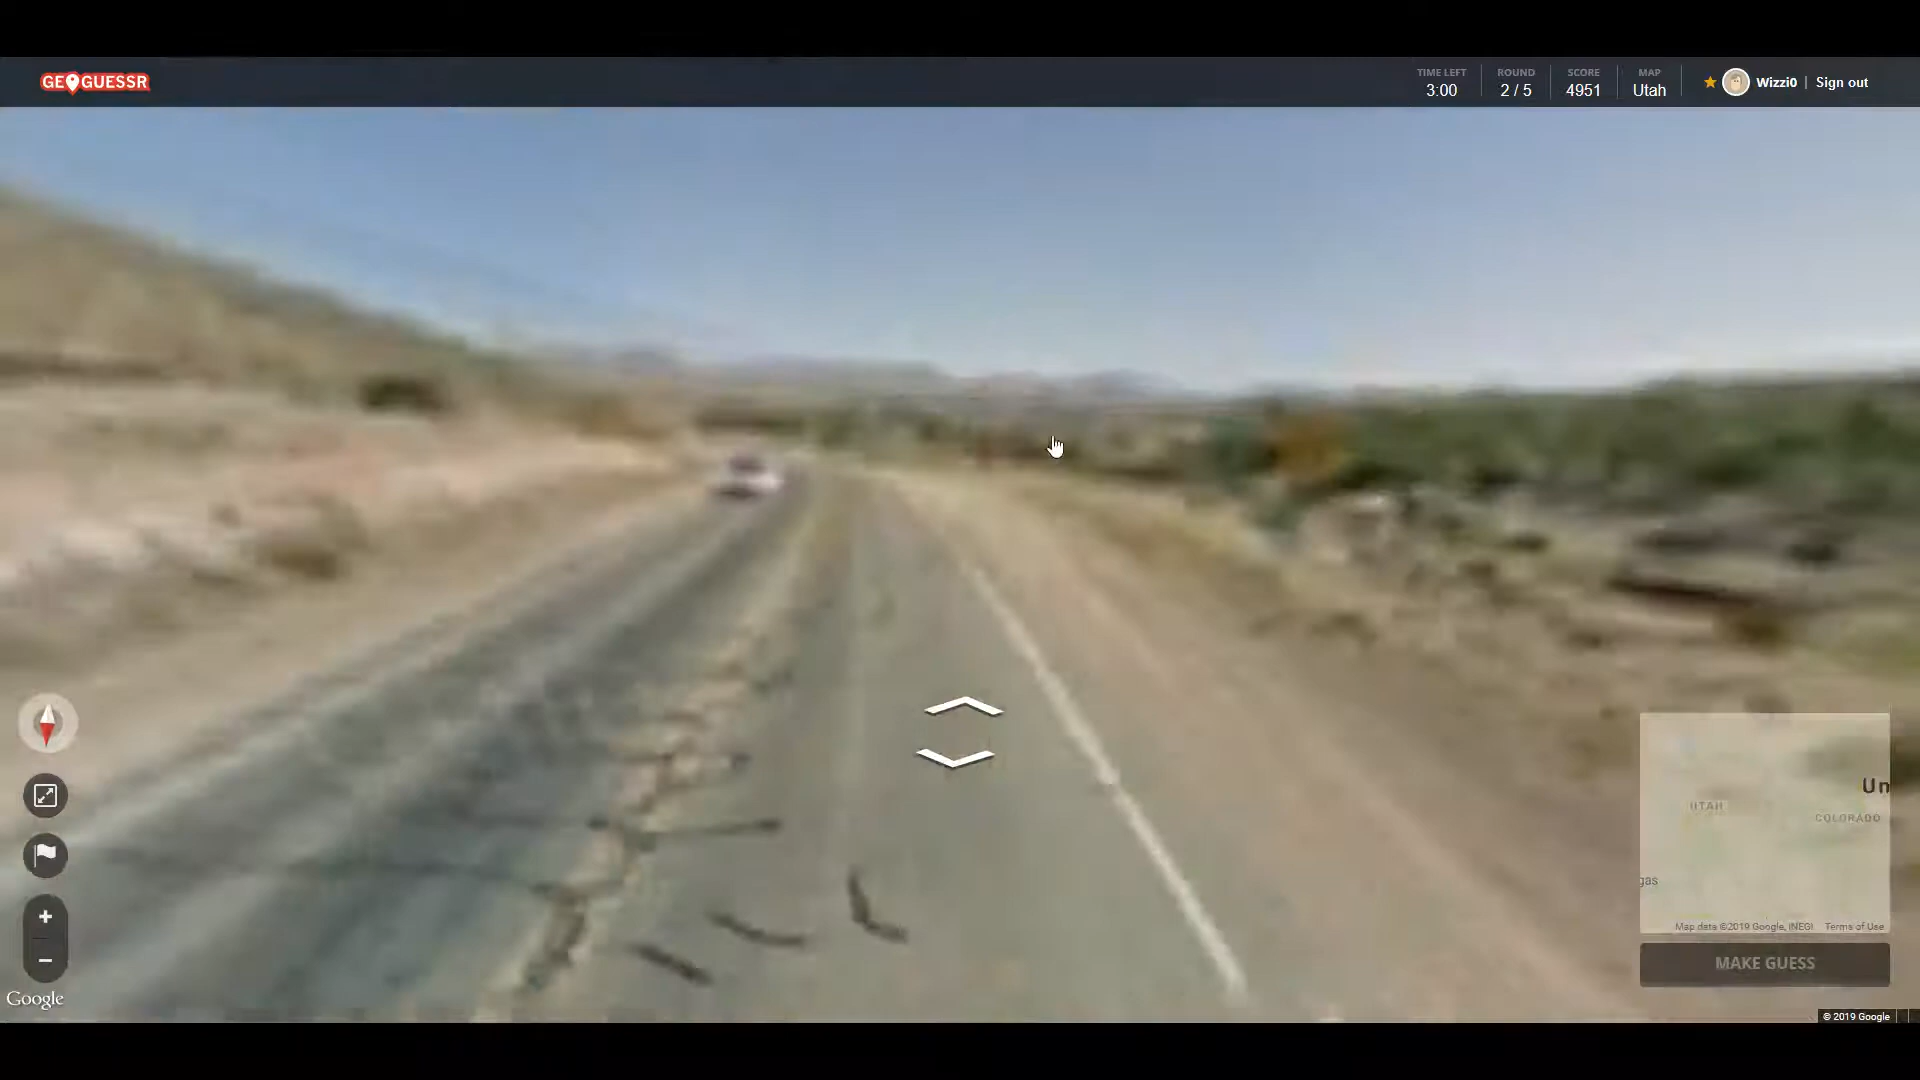 GEOGUESSR
TIME LEFT
3:00
ROUND
2 / 5
SCORE
4951
MAP
Utah
Wizzi0 | Sign out
Un
UTAH
COLORADO
gas
Map data ©2019 Google, INEGI
Terms of Use
MAKE GUESS
Google
© 2019 Google